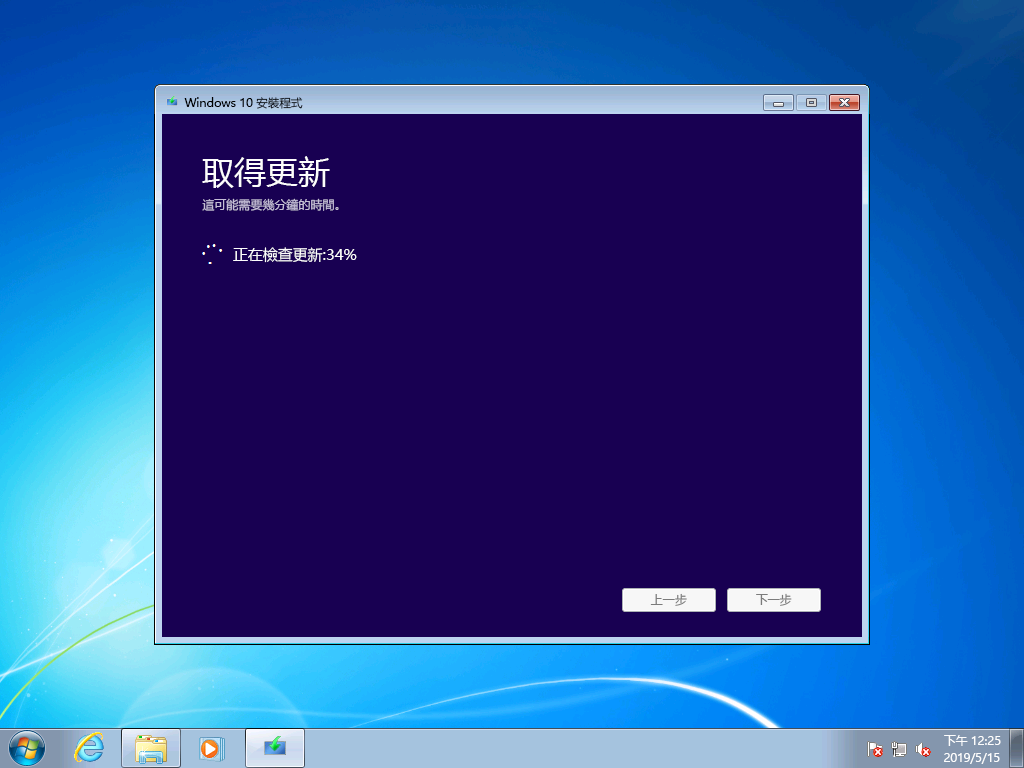 Windows 10 安裝程式
取得更新
這可能需要幾分鐘的時間。
正在檢查更新:34%
上一步
下一步
下午 12:25
2019/5/15